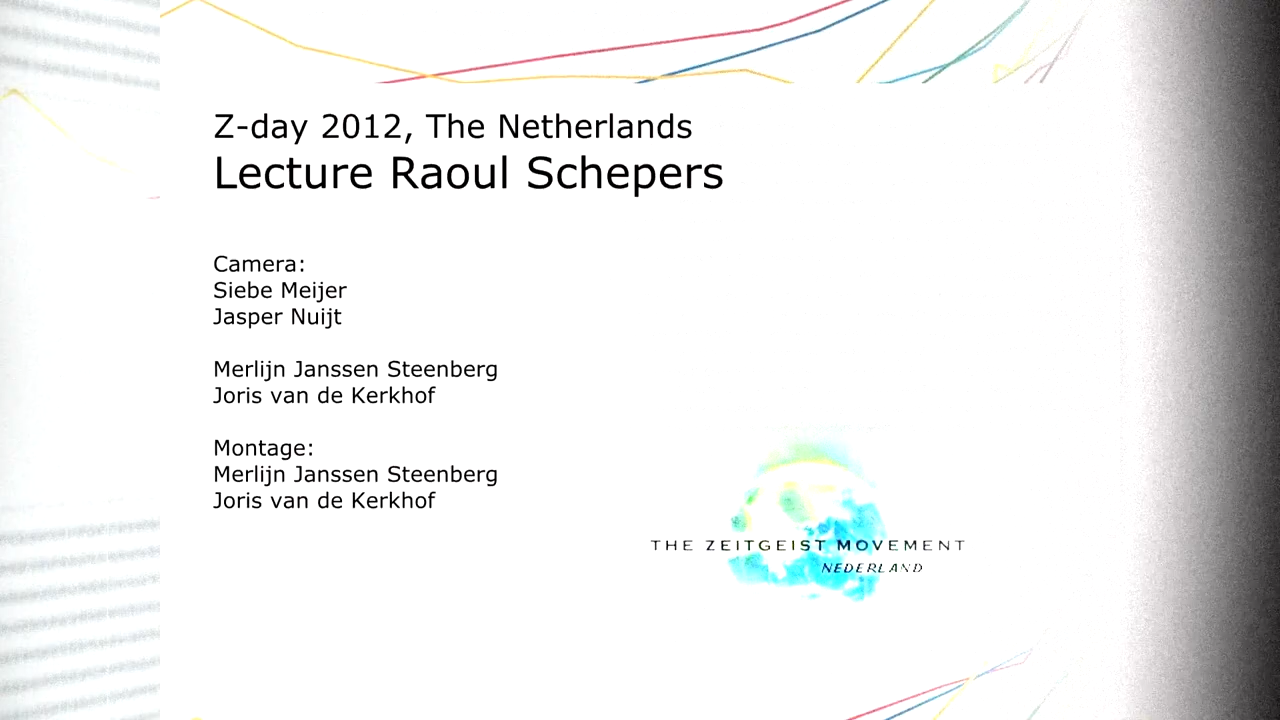 Z-day 2012, The Netherlands
Lecture Raoul Schepers
Camera:
Siebe Meijer
Jasper Nuijt
Merlijn Janssen Steenberg
Joris van de Kerkhof
Montage:
Merlijn Janssen Steenberg
Joris van de Kerkhof
THE ZEITGEIST MOVEMENT
NEDERLAND